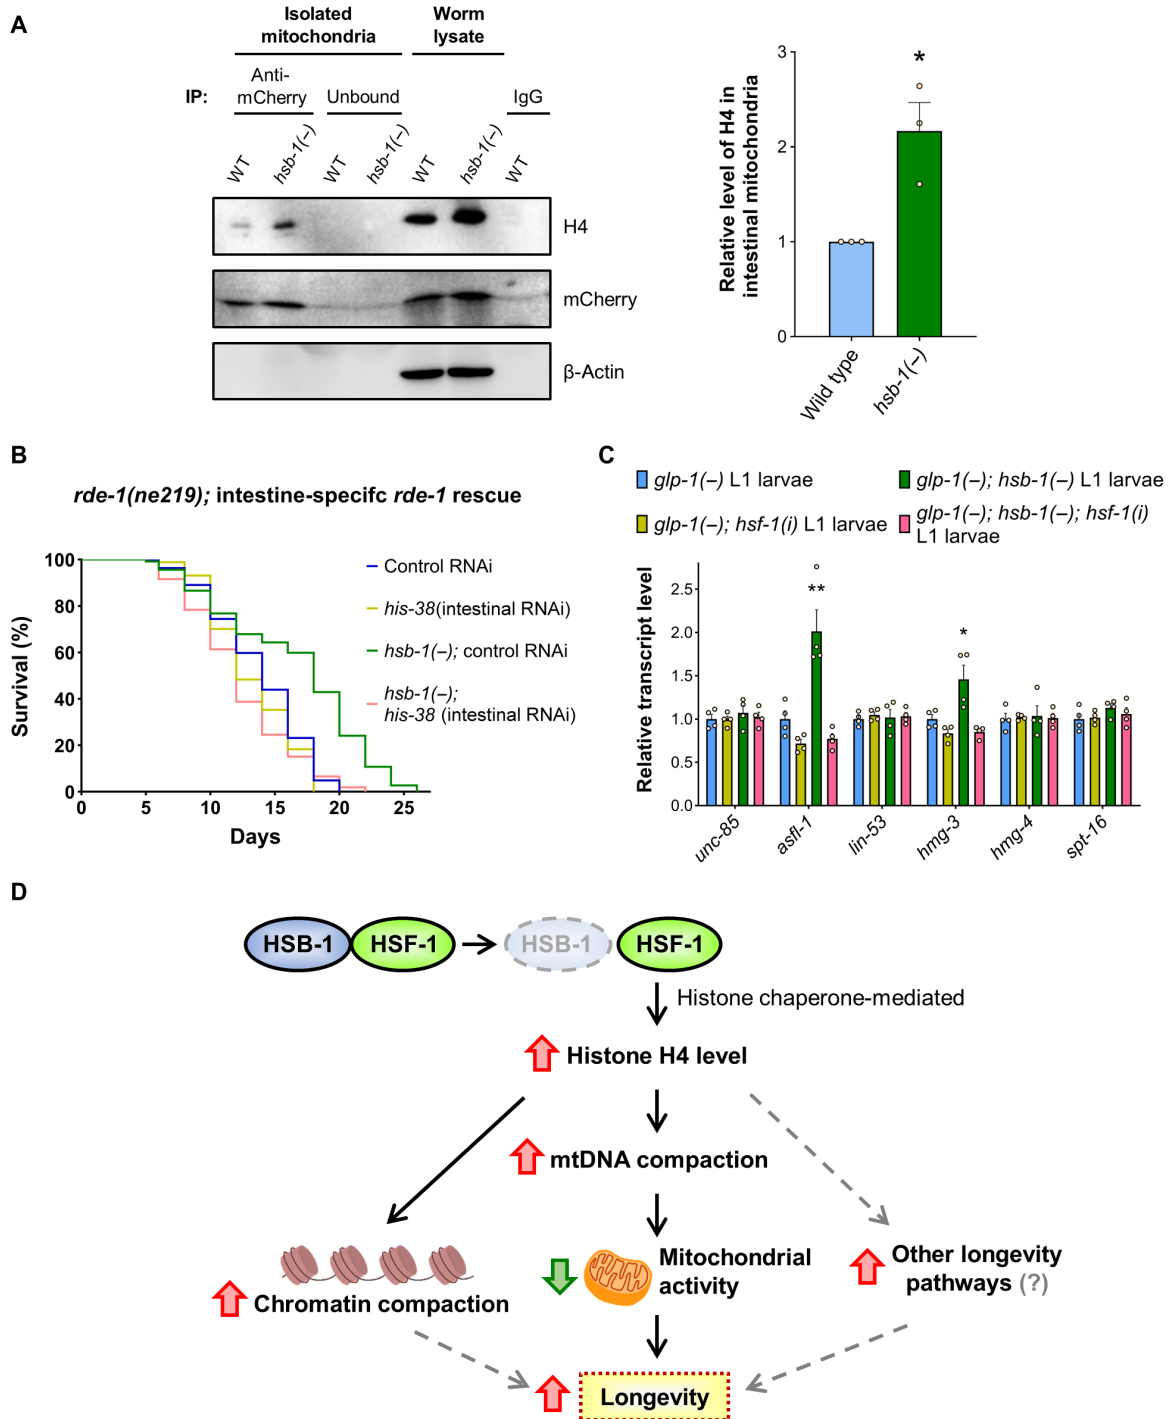 A
Isolated
mitochondria
Worm
lysate
IP:
Anti-
mCherry
Unbound
IgG
WT
hsb-1(–)
WT
hsb-1(–)
WT
hsb-1(–)
WT
H4
mCherry
β-Actin
Relative level of H4 in
intestinal mitochondria
3
2
1
0
*
Wild type
hsb-1(–)
B
rde-1(ne219); intestine-specifc rde-1 rescue
Survival (%)
100
80
60
40
20
0
0 5 10 15 20 25
Days
Control RNAi
his-38(intestinal RNAi)
hsb-1(–); control RNAi
hsb-1(–);
his-38 (intestinal RNAi)
C
glp-1(–) L1 larvae
glp-1(–); hsb-1(–) L1 larvae
glp-1(–); hsf-1(i) L1 larvae
glp-1(–); hsb-1(–); hsf-1(i)
L1 larvae
Relative transcript level
2.5
2.0
1.5
1.0
0.5
0.0
**
*
unc-85
asfl-1
lin-53
hmg-3
hmg-4
spt-16
D
HSB-1
HSF-1
HSB-1
HSF-1
Histone chaperone-mediated
Histone H4 level
mtDNA compaction
Chromatin compaction
Mitochondrial
activity
Other longevity
pathways (?)
Longevity